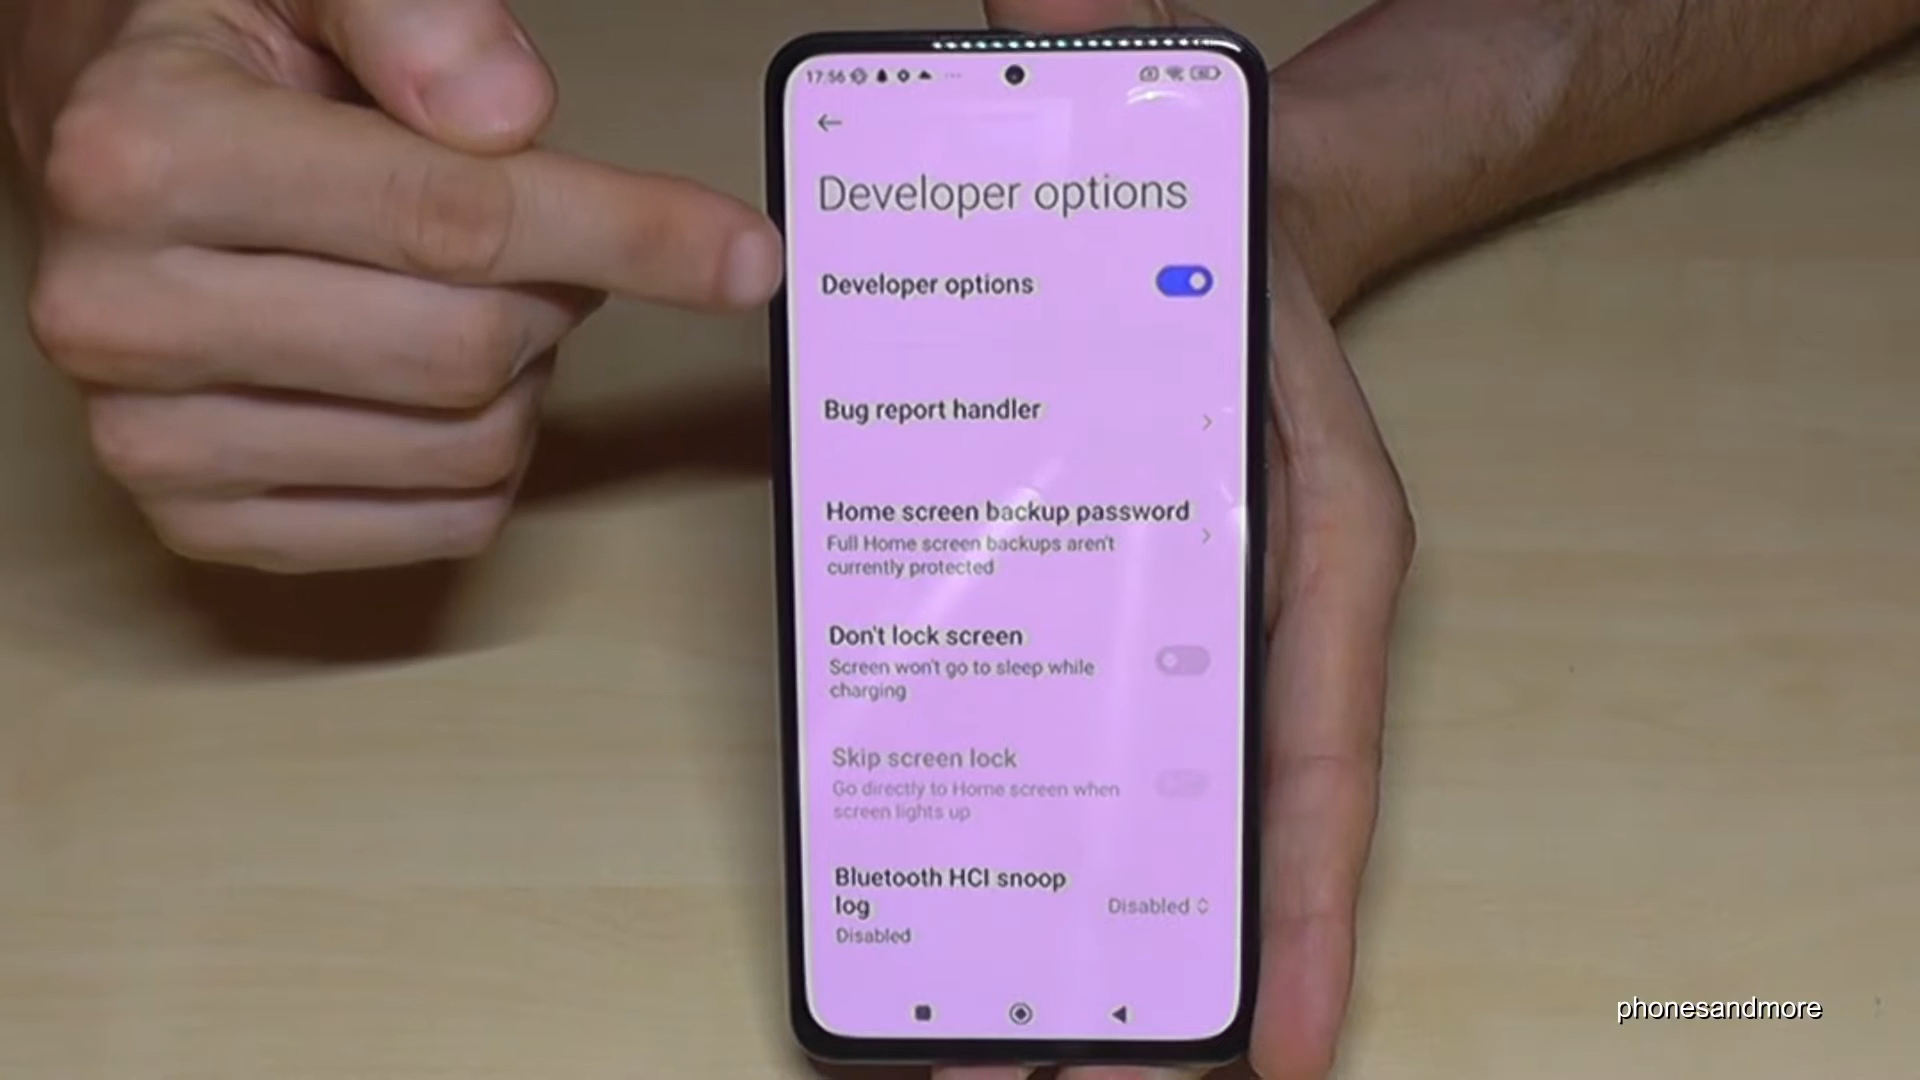 17:56
Developer options
Developer options
Bug report handler
Home screen backup password
Full Home screen backups aren't
currently protected
Don't lock screen
Screen won't go to sleep while
charging
Skip screen lock
Go directly to Home screen when
screen lights up
Bluetooth HCI snoop
log
Disabled
Disabled
phonesandmore